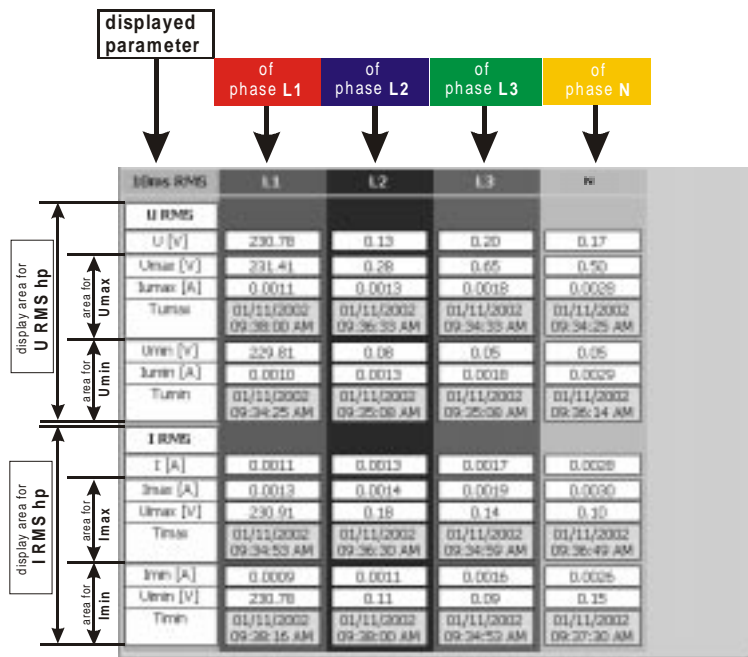 displayed
parameter
of
phase L1
of
phase L2
of
phase L3
of
phase N
10ms RMS L1 L2 L3 N
display area for
U RMS hp
U RMS
U [V] 230.78 0.13 0.20 0.17
area for
Umax
Umax [V] 231.41 0.28 0.65 0.50
Iumax [A] 0.0011 0.0013 0.0018 0.0028
Tumax 01/11/2002 01/11/2002 01/11/2002 01/11/2002
09:38:00 AM 09:36:33 AM 09:34:33 AM 09:34:25 AM
area for
Umin
Umin [V] 229.81 0.08 0.05 0.05
Iumin [A] 0.0010 0.0013 0.0018 0.0029
Tumin 01/11/2002 01/11/2002 01/11/2002 01/11/2002
09:34:25 AM 09:35:08 AM 09:35:08 AM 09:36:14 AM
display area for
I RMS hp
I RMS
I [A] 0.0011 0.0013 0.0017 0.0028
area for
Imax
Imax [A] 0.0013 0.0014 0.0019 0.0030
Uimax [V] 230.91 0.18 0.14 0.10
Timax 01/11/2002 01/11/2002 01/11/2002 01/11/2002
09:34:53 AM 09:36:30 AM 09:34:59 AM 09:36:49 AM
area for
Imin
Imin [A] 0.0009 0.0011 0.0016 0.0026
Uimin [V] 230.78 0.11 0.09 0.15
Timin 01/11/2002 01/11/2002 01/11/2002 01/11/2002
09:38:16 AM 09:38:00 AM 09:34:53 AM 09:37:30 AM